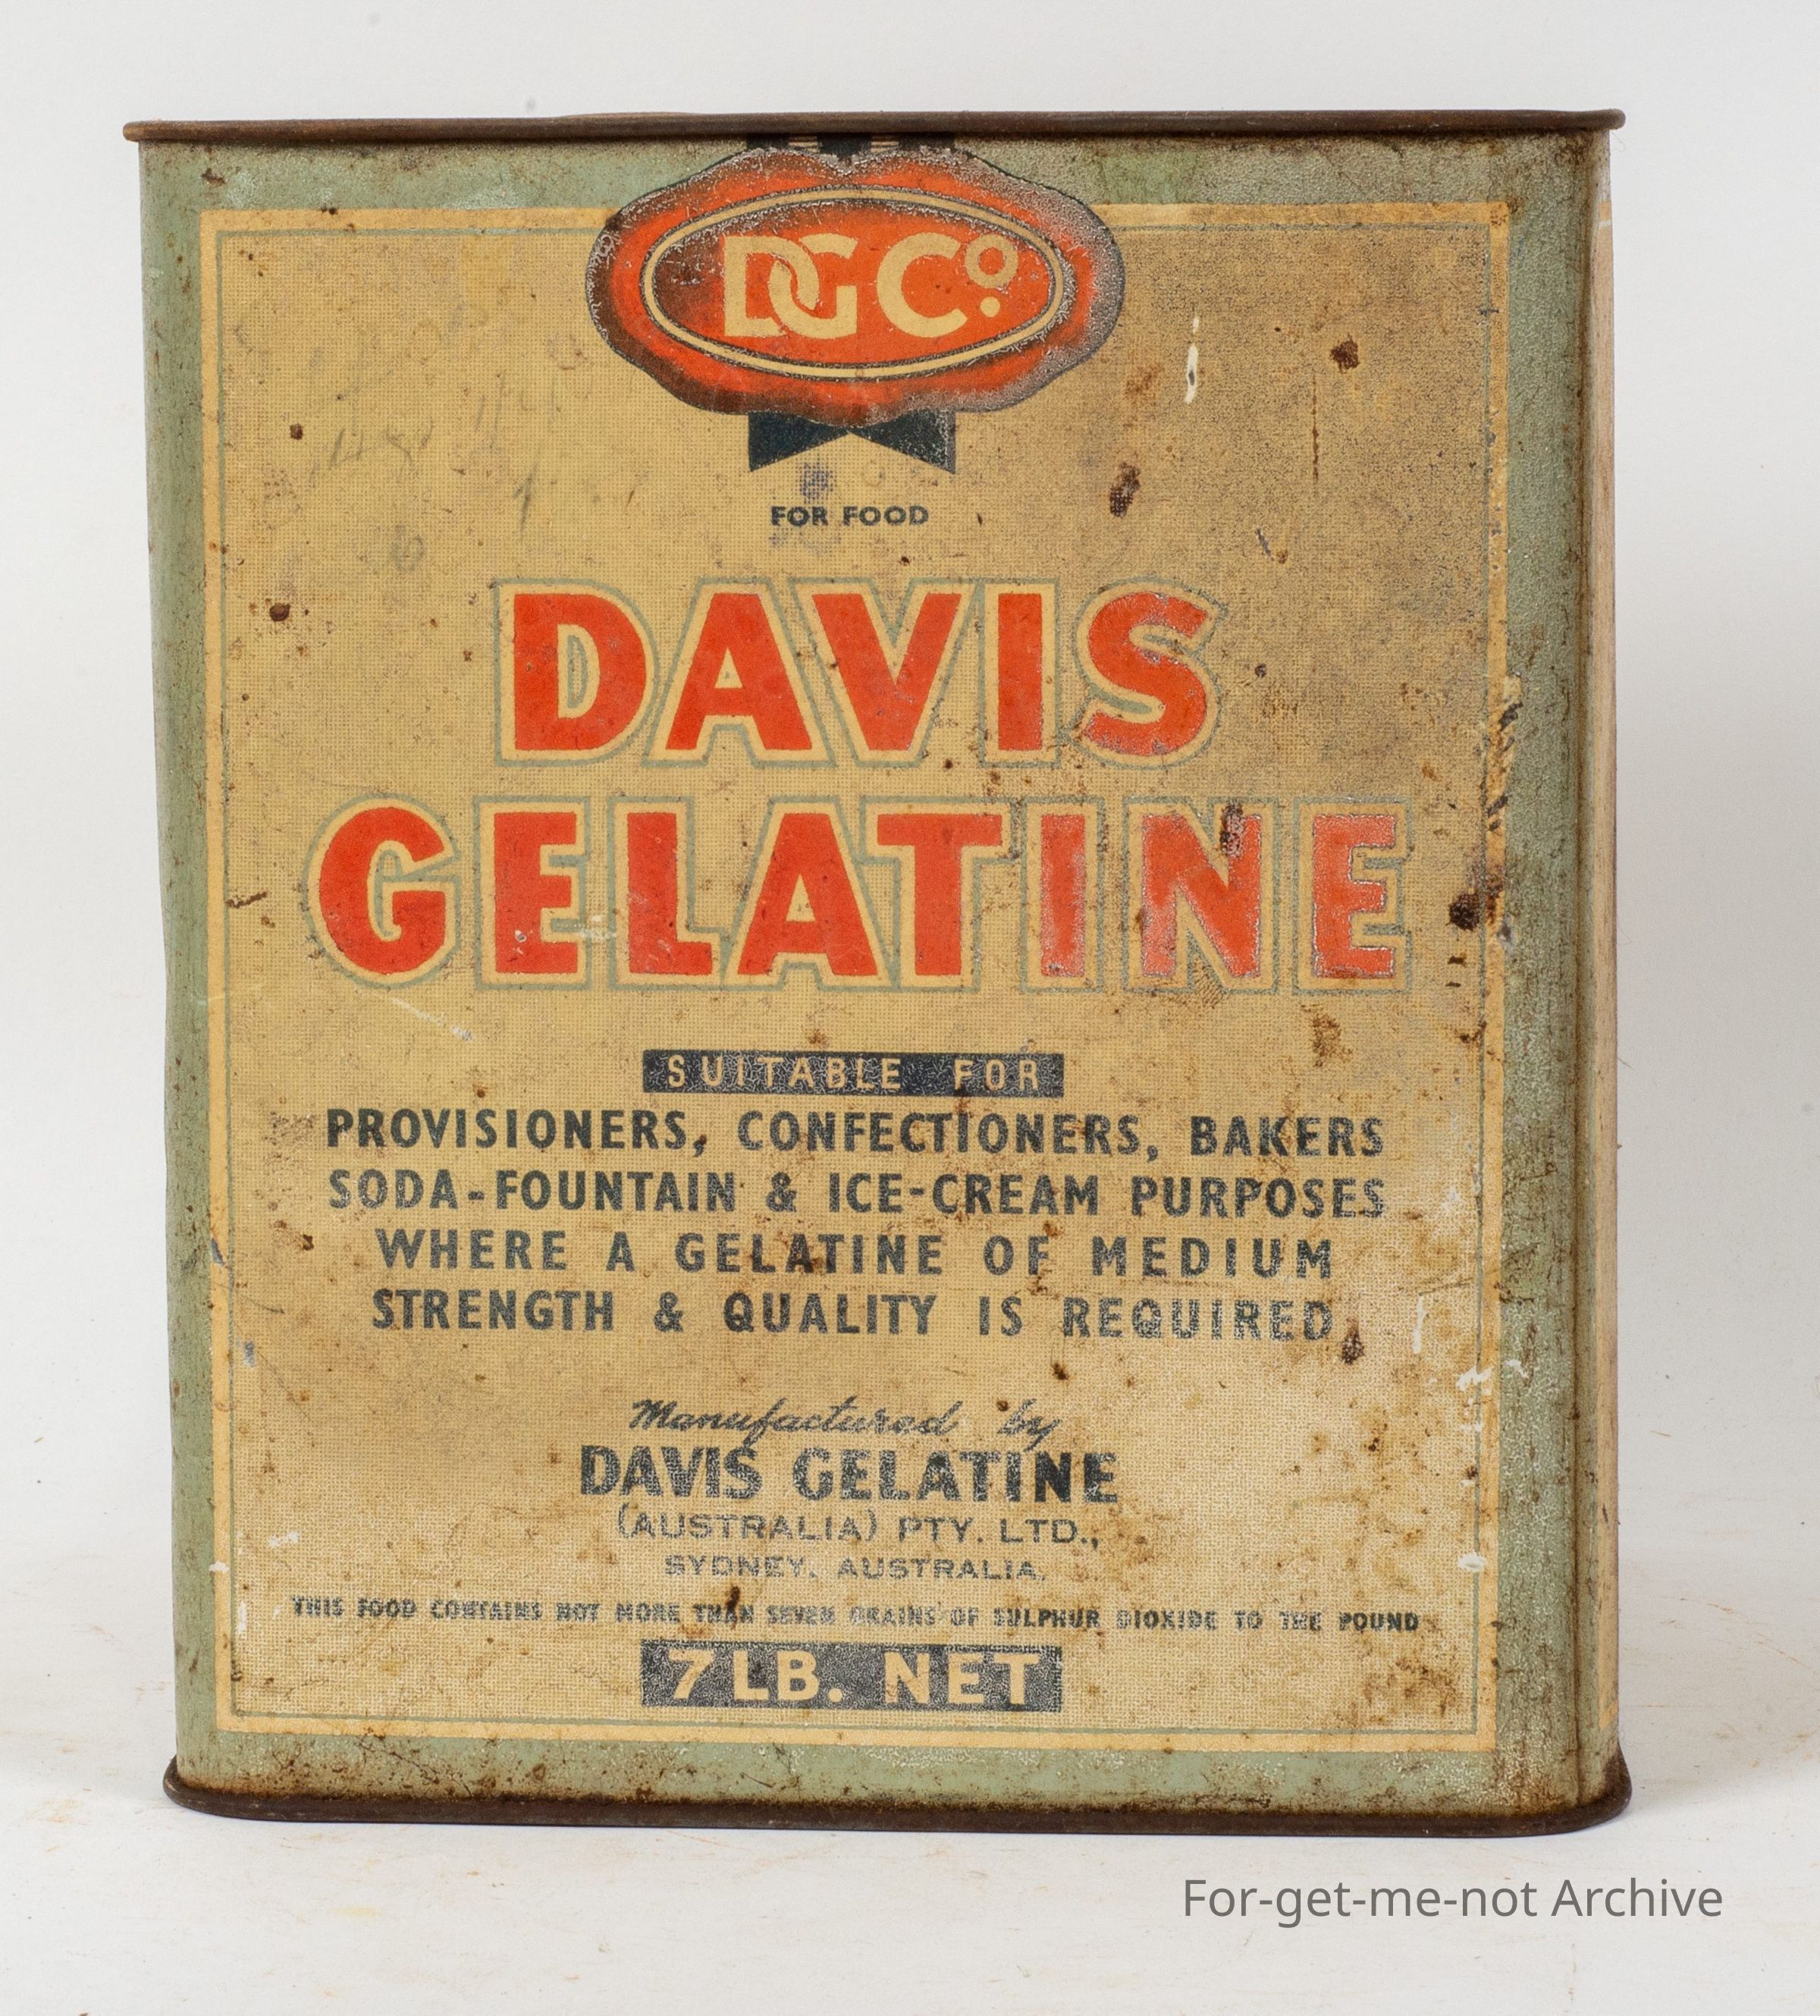 DG Cº
FOR FOOD
DAVIS
GELATINE
SUITABLE FOR
PROVISIONERS, CONFECTIONERS, BAKERS
SODA-FOUNTAIN & ICE-CREAM PURPOSES
WHERE A GELATINE OF MEDIUM
STRENGTH & QUALITY IS REQUIRED
Manufactured by
DAVIS GELATINE
(AUSTRALIA) PTY. LTD.,
SYDNEY. AUSTRALIA.
THIS FOOD CONTAINS NOT MORE THAN SEVEN GRAINS OF SULPHUR DIOXIDE TO THE POUND
7 LB. NET
For-get-me-not Archive